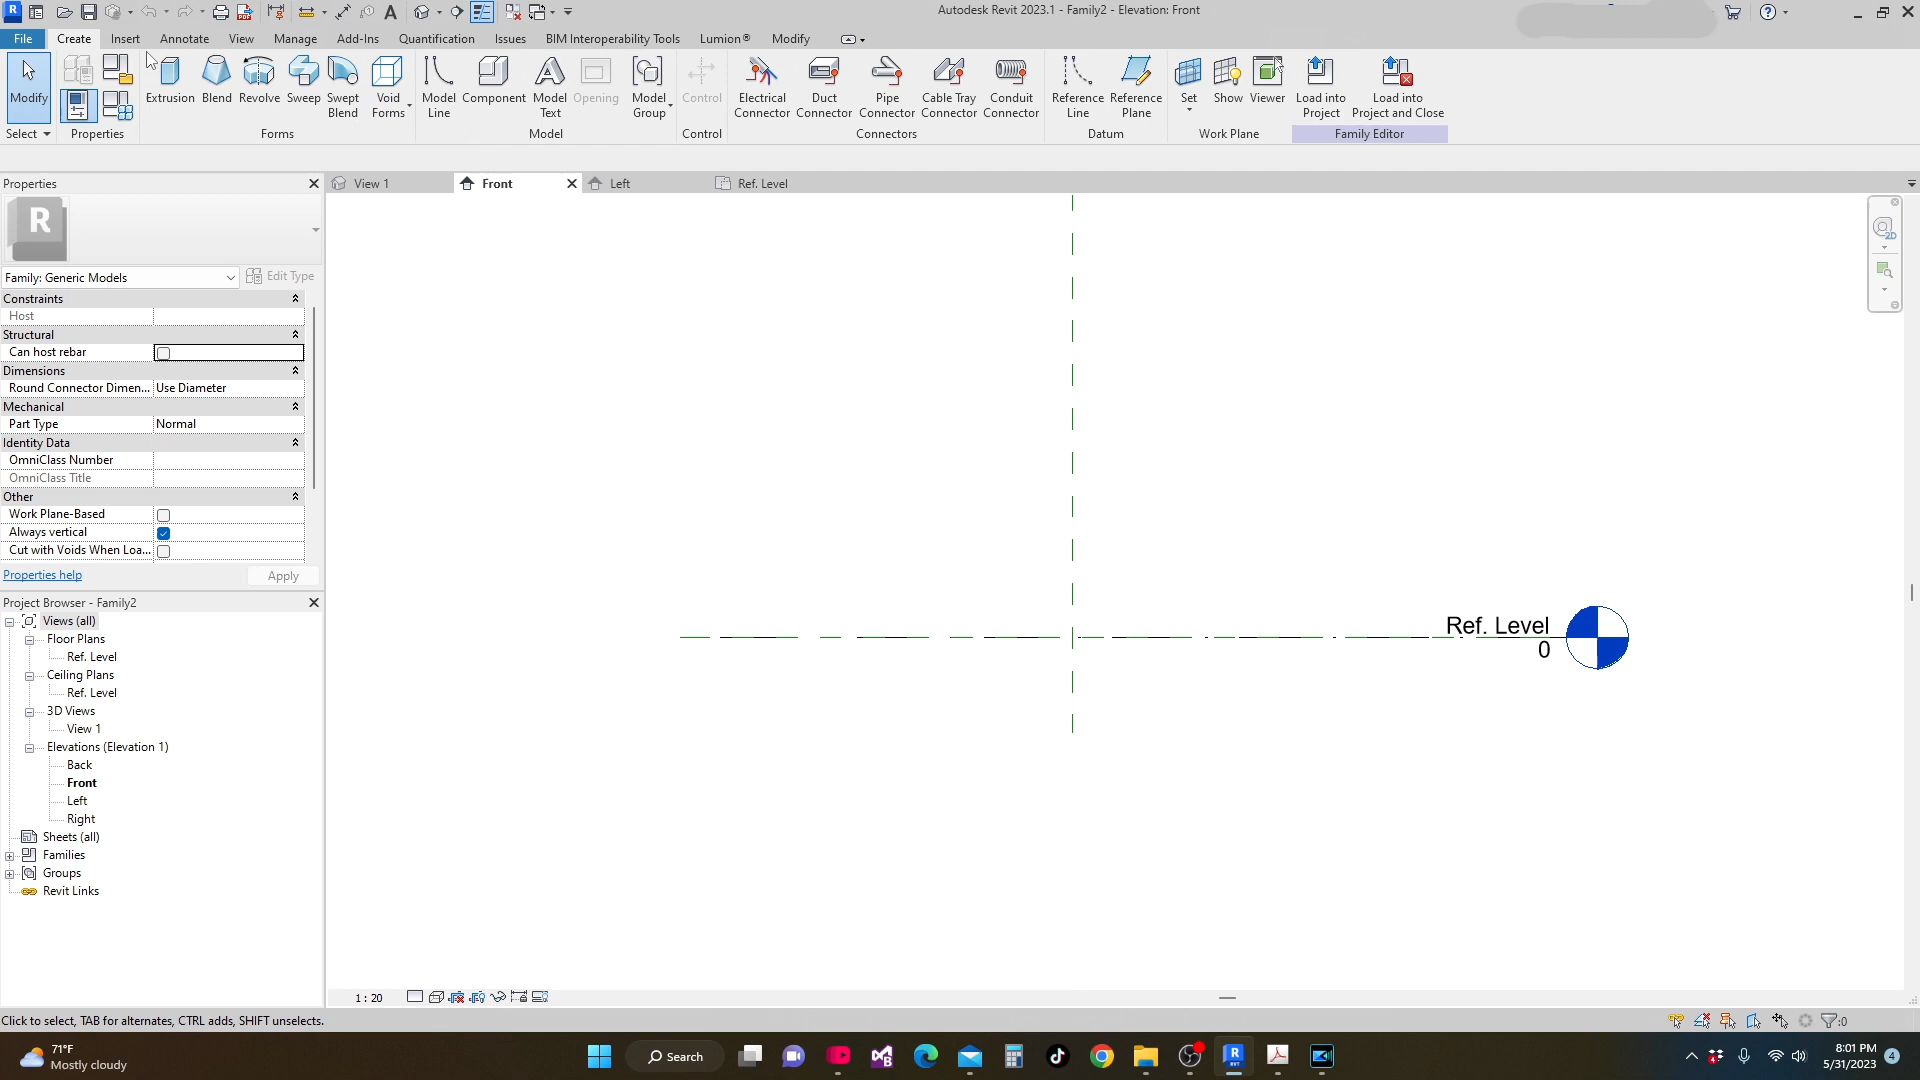 Autodesk Revit 2023.1 - Family2 - Elevation: Front
File Create Insert Annotate View Manage Add-Ins Quantification Issues BIM Interoperability Tools Lumion® Modify
Modify Extrusion Blend Revolve Sweep Swept Blend Void Forms Model Line Component Model Text Opening Model Group Control Electrical Connector Duct Connector Pipe Connector Cable Tray Connector Conduit Connector Reference Line Reference Plane Set Show Viewer Load into Project Load into Project and Close
Select Properties Forms Model Control Connectors Datum Work Plane Family Editor
Properties
View 1 Front Left Ref. Level
R
Family: Generic Models Edit Type
Constraints
Host
Structural
Can host rebar
Dimensions
Round Connector Dimen... Use Diameter
Mechanical
Part Type Normal
Identity Data
OmniClass Number
OmniClass Title
Other
Work Plane-Based
Always vertical
Cut with Voids When Loa...
Properties help Apply
Project Browser - Family2
Views (all)
Floor Plans
Ref. Level
Ceiling Plans
Ref. Level
3D Views
View 1
Elevations (Elevation 1)
Back
Front
Left
Right
Sheets (all)
Families
Groups
Revit Links
Ref. Level
0
2D
1 : 20
Click to select, TAB for alternates, CTRL adds, SHIFT unselects.
:0
71°F
Mostly cloudy
Search
8:01 PM
5/31/2023
4